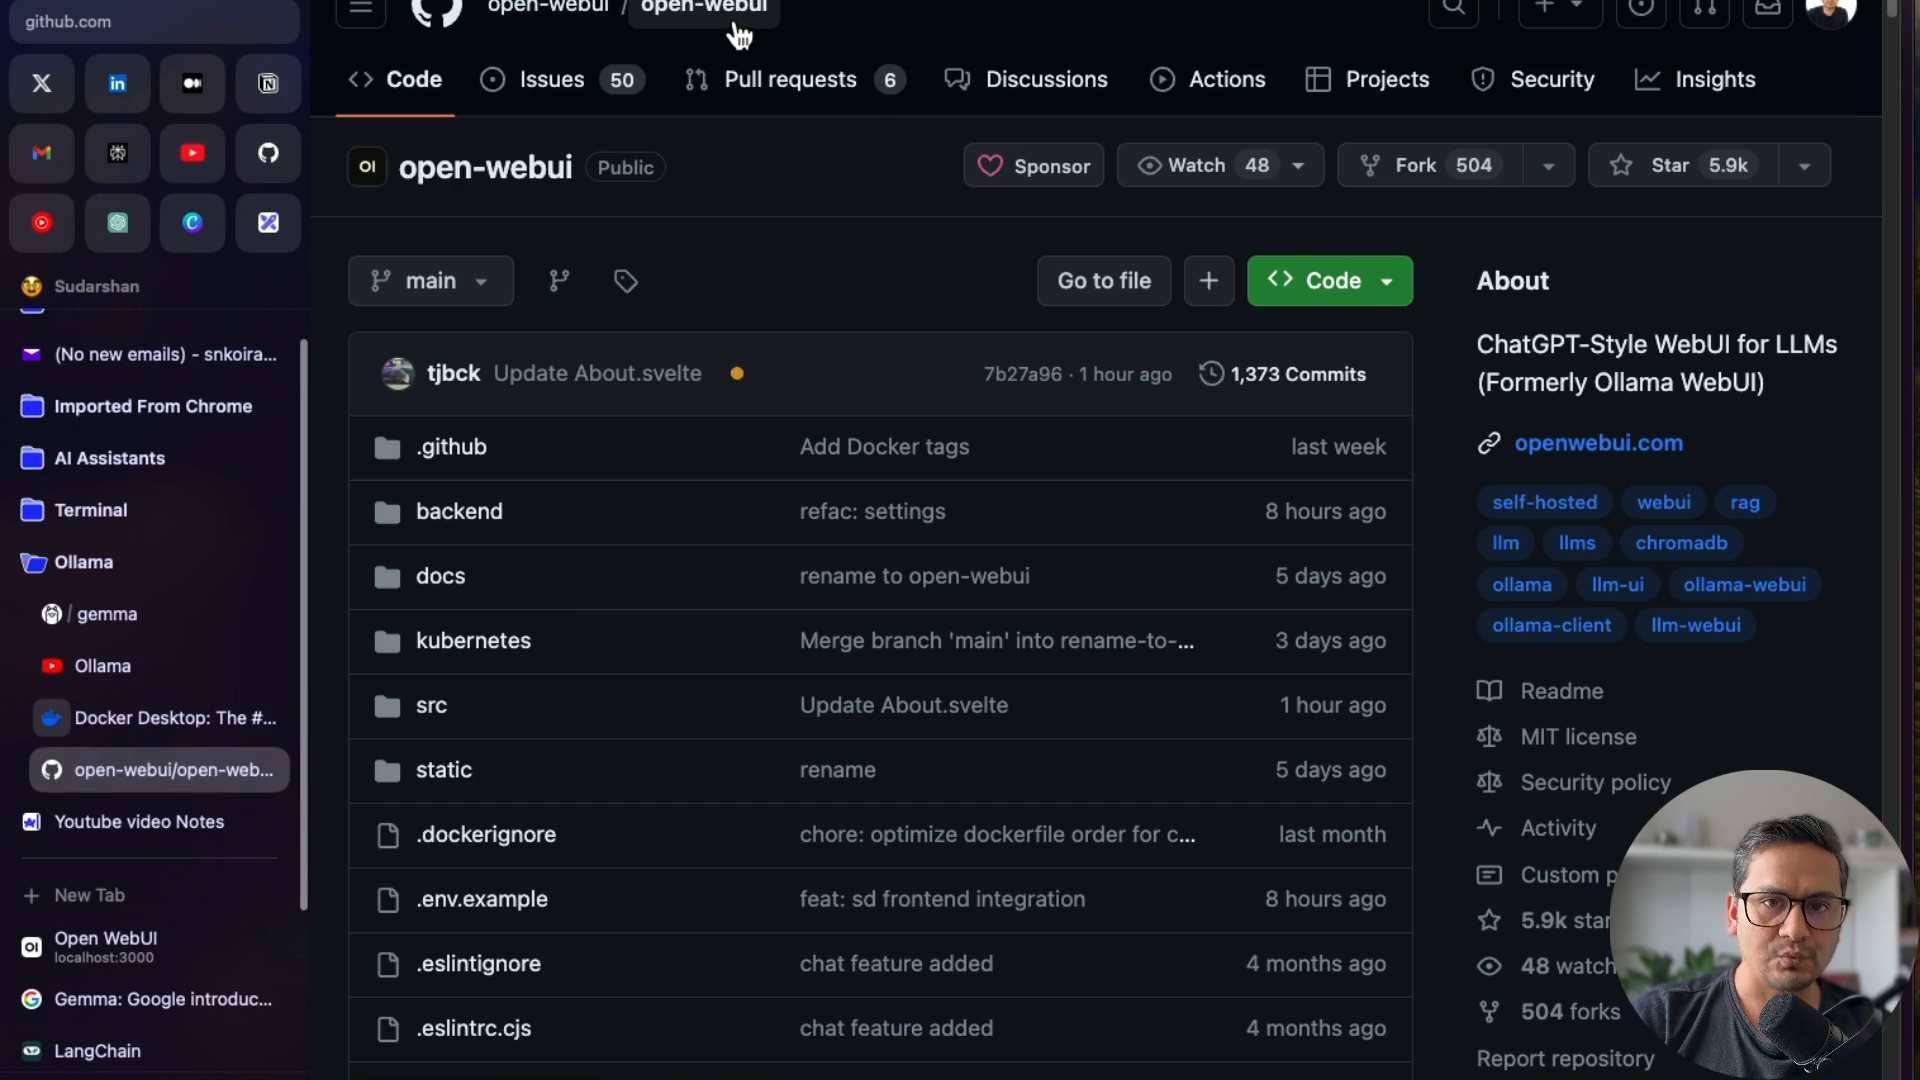 github.com
Sudarshan
(No new emails) - snkoira...
Imported From Chrome
AI Assistants
Terminal
Ollama
/ gemma
Ollama
Docker Desktop: The #...
open-webui/open-web...
Youtube video Notes
New Tab
Open WebUI
localhost:3000
Gemma: Google introduc...
LangChain
open-webui / open-webui
Code
Issues 50
Pull requests 6
Discussions
Actions
Projects
Security
Insights
OI open-webui Public
Sponsor
Watch 48
Fork 504
Star 5.9k
main
Go to file
Code
tjbck Update About.svelte 7b27a96 · 1 hour ago 1,373 Commits
.github Add Docker tags last week
backend refac: settings 8 hours ago
docs rename to open-webui 5 days ago
kubernetes Merge branch 'main' into rename-to-... 3 days ago
src Update About.svelte 1 hour ago
static rename 5 days ago
.dockerignore chore: optimize dockerfile order for c... last month
.env.example feat: sd frontend integration 8 hours ago
.eslintignore chat feature added 4 months ago
.eslintrc.cjs chat feature added 4 months ago
About
ChatGPT-Style WebUI for LLMs
(Formerly Ollama WebUI)
openwebui.com
self-hosted webui rag
llm llms chromadb
ollama llm-ui ollama-webui
ollama-client llm-webui
Readme
MIT license
Security policy
Activity
Custom p
5.9k star
48 watch
504 forks
Report repository